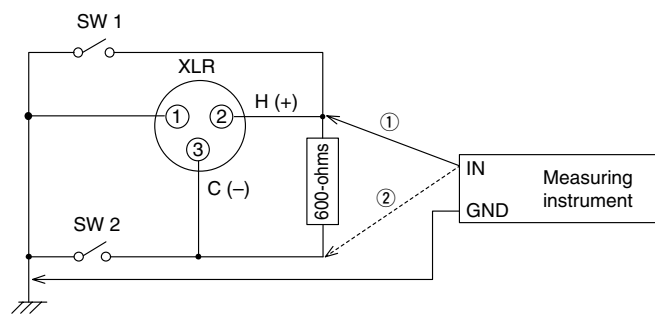 SW 1
XLR
H (+)
1
2
3
C (–)
600-ohms
①
②
IN
GND
Measuring
instrument
SW 2